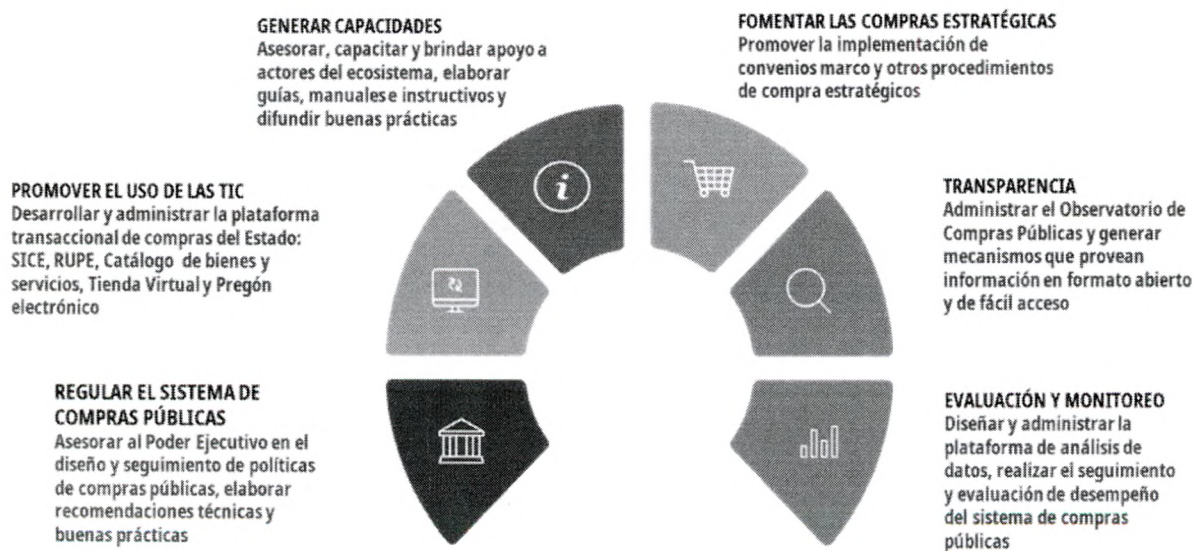 GENERAR CAPACIDADES
Asesorar, capacitar y brindar apoyo a
actores del ecosistema, elaborar
guías, manuales e instructivos y
difundir buenas prácticas
FOMENTAR LAS COMPRAS ESTRATÉGICAS
Promover la implementación de
convenios marco y otros procedimientos
de compra estratégicos
PROMOVER EL USO DE LAS TIC
Desarrollar y administrar la plataforma
transaccional de compras del Estado:
SICE, RUPE, Catálogo de bienes y
servicios, Tienda Virtual y Pregón
electrónico
TRANSPARENCIA
Administrar el Observatorio de
Compras Públicas y generar
mecanismos que provean
información en formato abierto
y de fácil acceso
REGULAR EL SISTEMA DE
COMPRAS PÚBLICAS
Asesorar al Poder Ejecutivo en el
diseño y seguimiento de políticas
de compras públicas, elaborar
recomendaciones técnicas y
buenas prácticas
EVALUACIÓN Y MONITOREO
Diseñar y administrar la
plataforma de análisis de
datos, realizar el seguimiento
y evaluación de desempeño
del sistema de compras
públicas